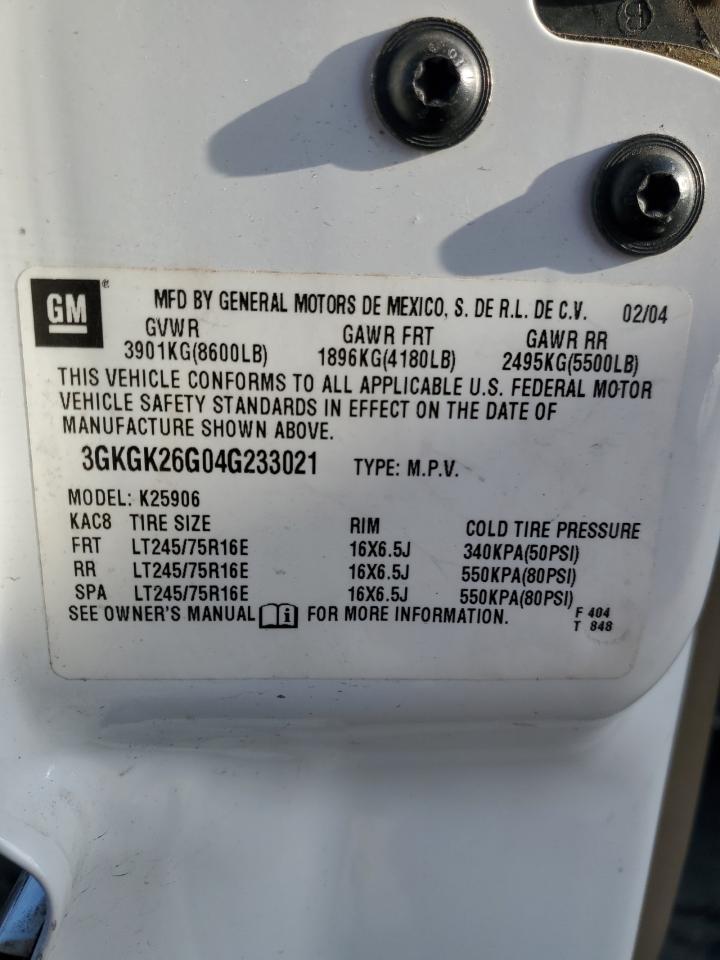 GM ® MFD BY GENERAL MOTORS DE MEXICO, S. DE R.L. DE C.V. 02/04
GVWR GAWR FRT GAWR RR
3901KG(8600LB) 1896KG(4180LB) 2495KG(5500LB)
THIS VEHICLE CONFORMS TO ALL APPLICABLE U.S. FEDERAL MOTOR
VEHICLE SAFETY STANDARDS IN EFFECT ON THE DATE OF
MANUFACTURE SHOWN ABOVE.
3GKGK26G04G233021 TYPE: M.P.V.
MODEL: K25906
KAC8 TIRE SIZE RIM COLD TIRE PRESSURE
FRT LT245/75R16E 16X6.5J 340KPA(50PSI)
RR LT245/75R16E 16X6.5J 550KPA(80PSI)
SPA LT245/75R16E 16X6.5J 550KPA(80PSI)
SEE OWNER'S MANUAL i FOR MORE INFORMATION. F 404
T 848